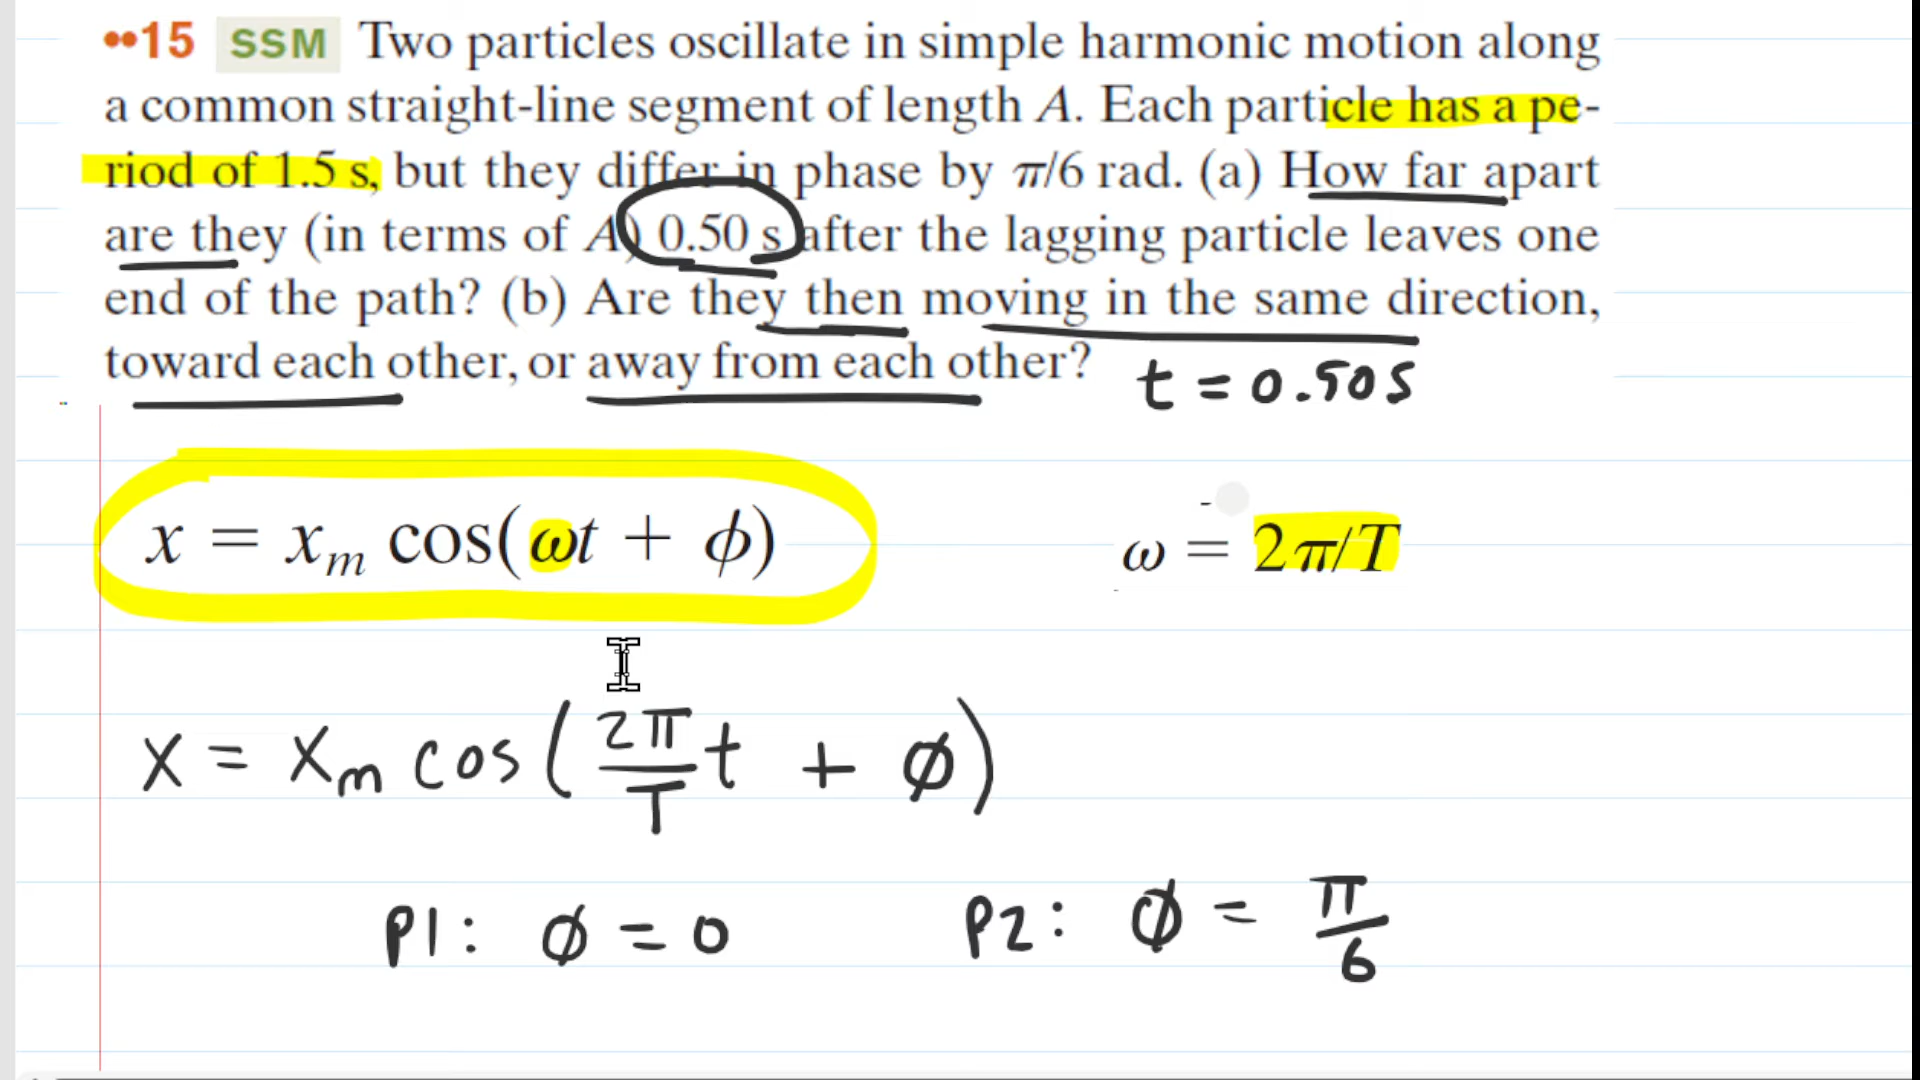 ••15 SSM Two particles oscillate in simple harmonic motion along
a common straight-line segment of length A. Each particle has a pe-
riod of 1.5 s, but they differ in phase by π/6 rad. (a) How far apart
are they (in terms of A) 0.50 s after the lagging particle leaves one
end of the path? (b) Are they then moving in the same direction,
toward each other, or away from each other?
t = 0.50s
x = xₘ cos(ωt + ϕ)
ω = 2π/T
x = xₘ cos(2π/T t + ϕ)
P1: ϕ = 0
P2: ϕ = π/6